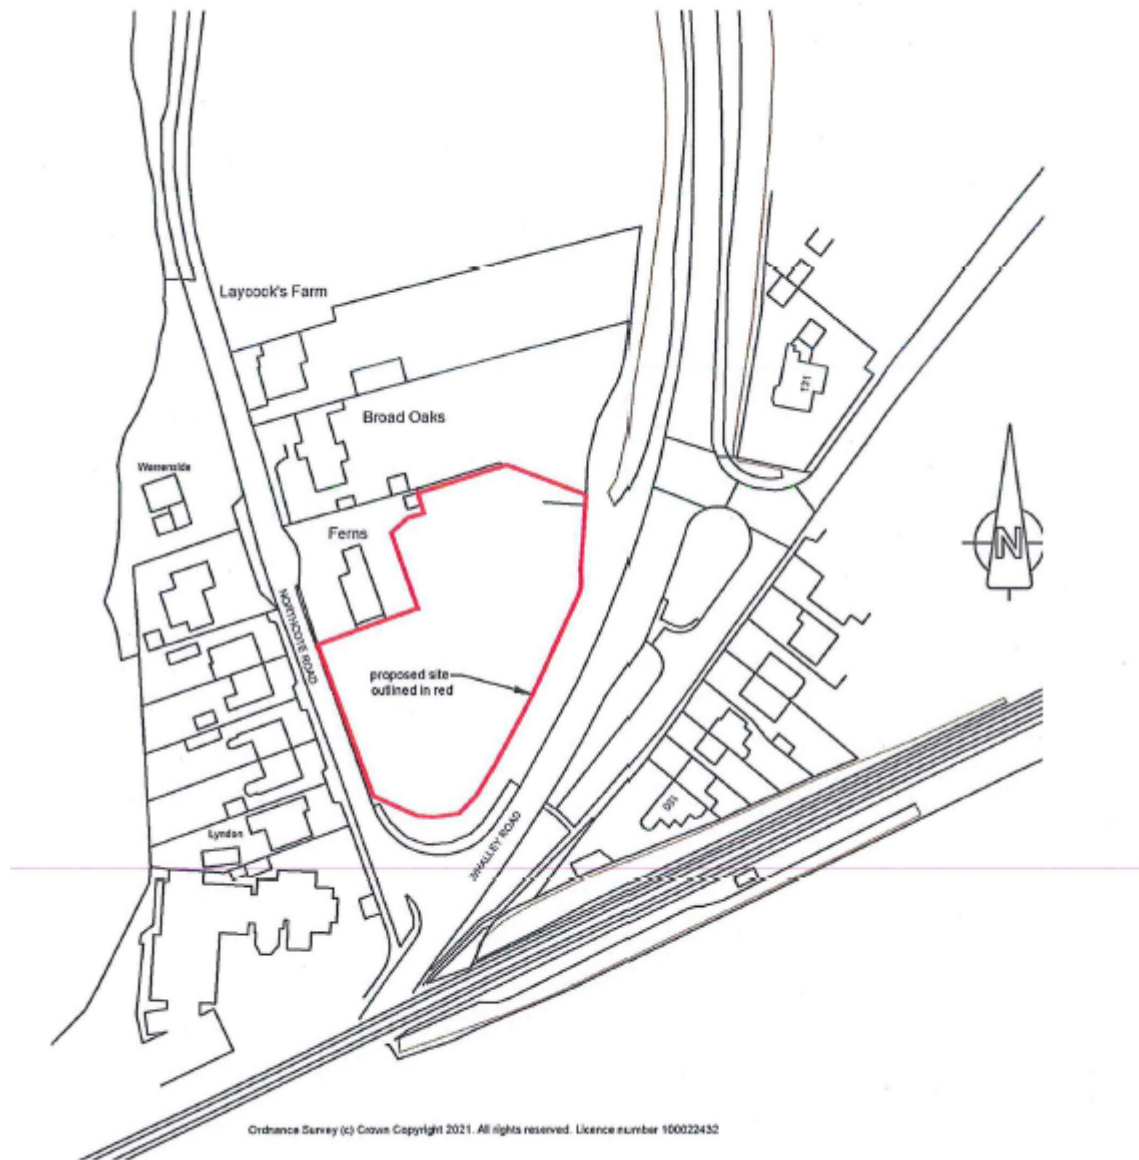 Laycock's Farm
Broad Oaks
Warrenside
Ferns
NORTHCOTE ROAD
proposed site
outlined in red
Lyndon
WHALLEY ROAD
N
Ordnance Survey (c) Crown Copyright 2021. All rights reserved. Licence number 100022432